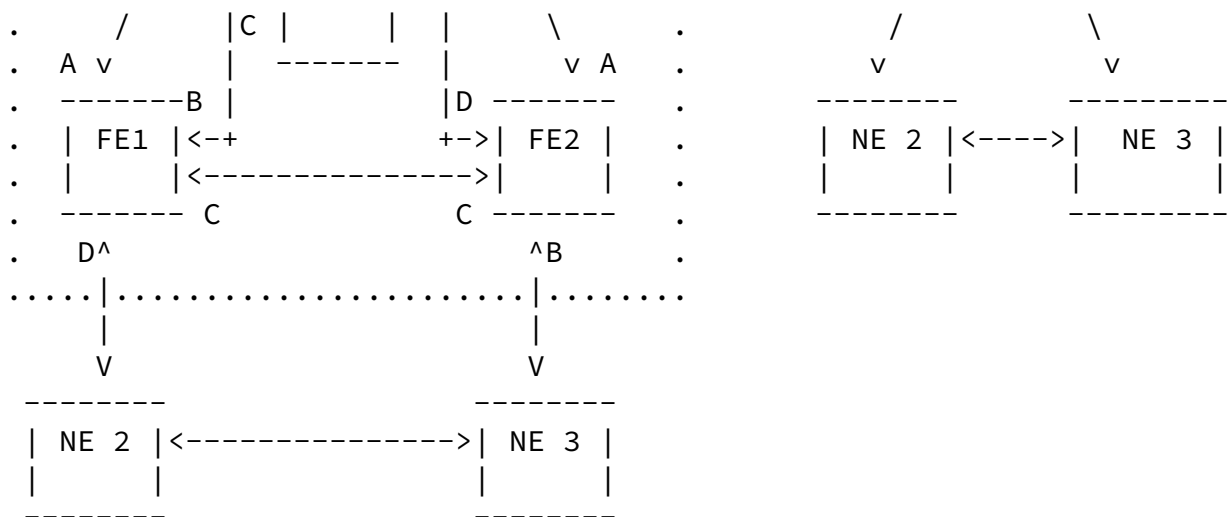 .      /      |C |      |  |      \       .             /            \
.   A v       |  -------  |       v A    .            v              v
.   -------B |             |D -------    .         --------       ---------
.   |  FE1  |<-+           +->|  FE2  |    .         |  NE 2  |<---->|   NE 3  |
.   |       |<--------------->|       |    .         |        |      |         |
.   ------- C               C -------    .         --------       ---------
.    D^                            ^B        .
.....|...........................|........
     |                           |
     V                           V
--------                    --------
|  NE 2  |<--------------->|  NE 3  |
|        |                 |        |
--------                    --------